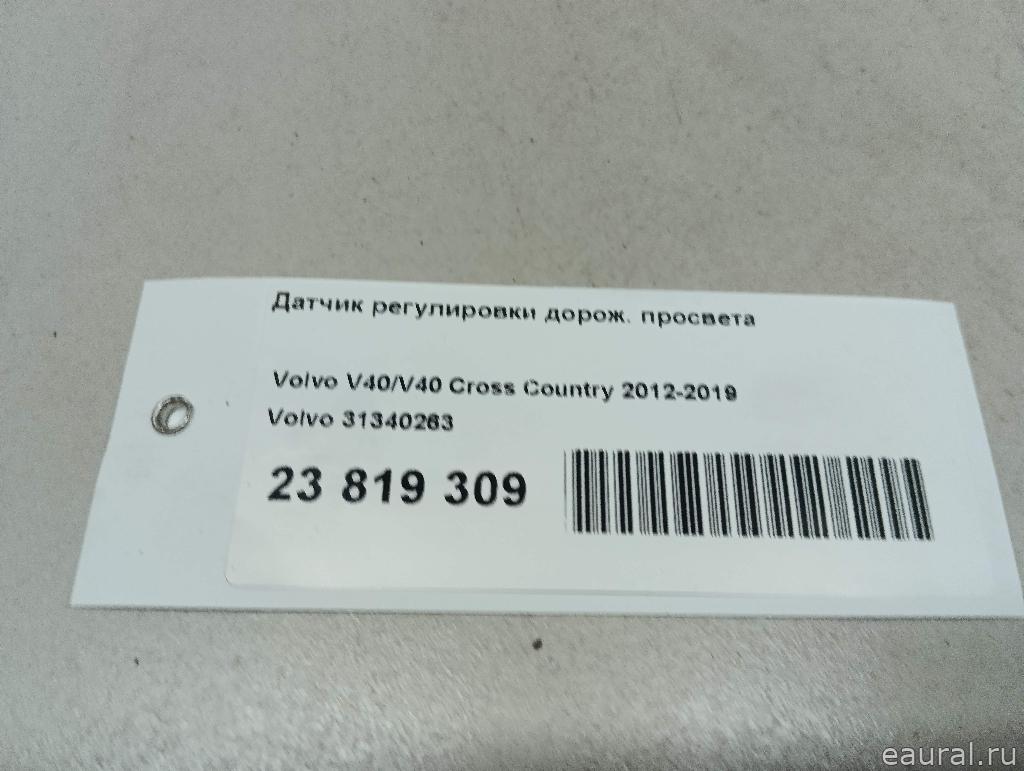 Датчик регулировки дорож. просвета
Volvo V40/V40 Cross Country 2012-2019
Volvo 31340263
23 819 309
eaural.ru